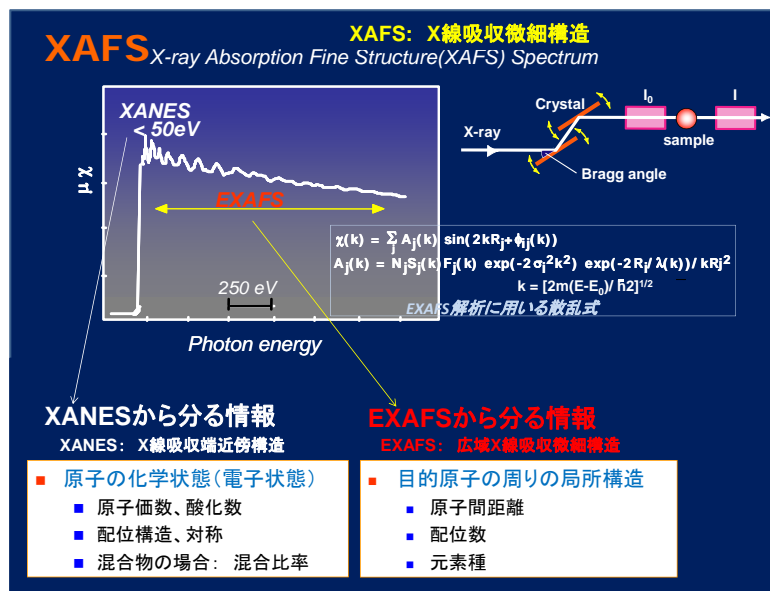 XAFS: X線吸収微細構造
XAFS X-ray Absorption Fine Structure(XAFS) Spectrum
XANES
< 50eV
μχ
EXAFS
250 eV
Photon energy
X-ray
Crystal
Bragg angle
I₀
sample
I
χ(k) = Σj Aj(k) sin(2kRj+ϕij(k))
Aj(k) = NjSj(k)Fj(k) exp(-2σj²k²) exp(-2Rj/λ(k))/kRj²
k = [2m(E-E₀)/ħ2]^1/2
EXAFS解析に用いる散乱式
XANESから分る情報
XANES: X線吸収端近傍構造
■ 原子の化学状態(電子状態)
■ 原子価数、酸化数
■ 配位構造、対称
■ 混合物の場合: 混合比率
EXAFSから分る情報
EXAFS: 広域X線吸収微細構造
■ 目的原子の周りの局所構造
■ 原子間距離
■ 配位数
■ 元素種